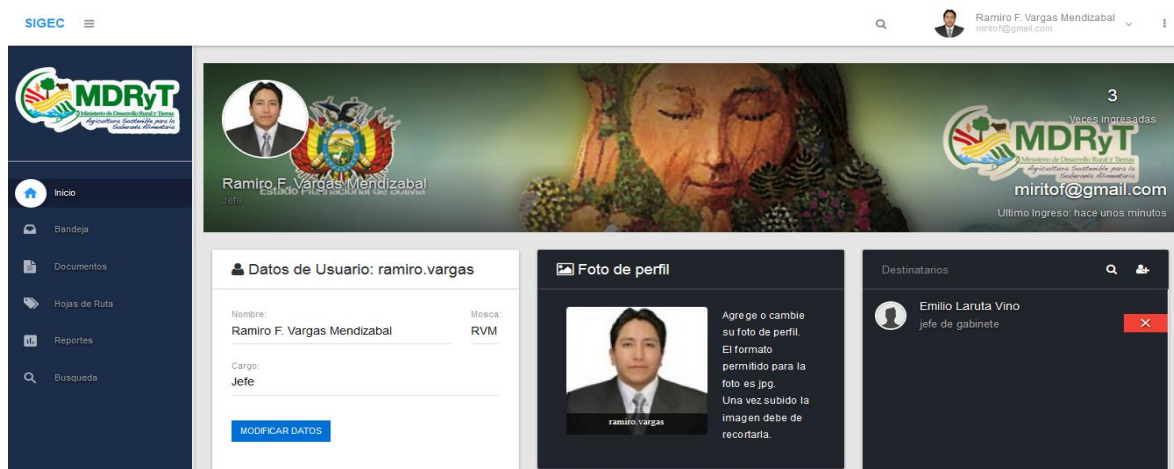 SIGEC
Ramiro F. Vargas Mendizabal
miritof@gmail.com
MDRyT
Ministerio de Desarrollo Rural y Tierras
Agricultura Sostenible para la
Soberanía Alimentaria
Inicio
Bandeja
Documentos
Hojas de Ruta
Reportes
Busqueda
Ramiro F. Vargas Mendizabal
Estado Plurinacional de Bolivia
Jefe
3
Veces ingresadas
MDRyT
Ministerio de Desarrollo Rural y Tierras
Agricultura Sostenible para la
Soberanía Alimentaria
miritof@gmail.com
Ultimo Ingreso: hace unos minutos
Datos de Usuario: ramiro.vargas
Nombre:
Ramiro F. Vargas Mendizabal
Mosca:
RVM
Cargo:
Jefe
MODIFICAR DATOS
Foto de perfil
ramiro.vargas
Agrege o cambie
su foto de perfil.
El formato
permitido para la
foto es jpg.
Una vez subido la
imagen debe de
recortarla.
Destinatarios
Emilio Laruta Vino
jefe de gabinete